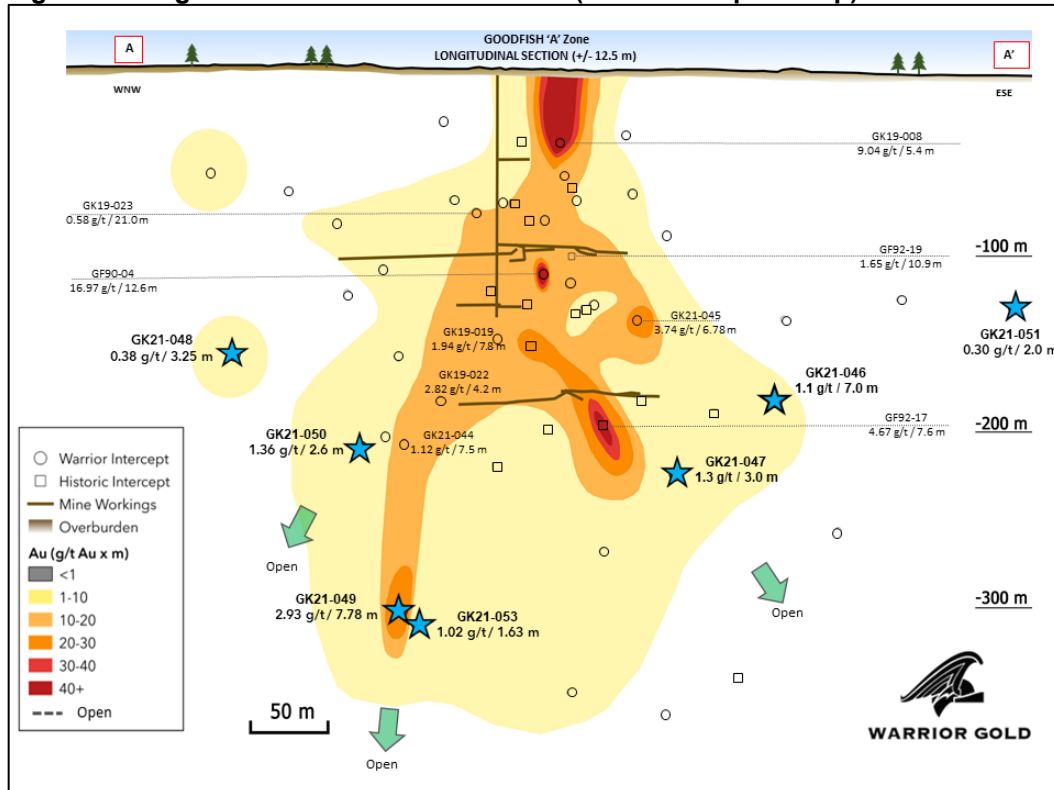 GOODFISH 'A' Zone
LONGITUDINAL SECTION (+/- 12.5 m)
A
A'
WNW
ESE
GK19-008
9.04 g/t / 5.4 m
GK19-023
0.58 g/t / 21.0 m
-100 m
GF92-19
1.65 g/t / 10.9 m
GF90-04
16.97 g/t / 12.6 m
GK21-045
3.74 g/t / 6.78 m
GK21-051
0.30 g/t / 2.0 m
GK21-048
0.38 g/t / 3.25 m
GK19-019
1.94 g/t / 7.8 m
GK19-022
2.82 g/t / 4.2 m
GK21-046
1.1 g/t / 7.0 m
GF92-17
4.67 g/t / 7.6 m
-200 m
GK21-050
1.36 g/t / 2.6 m
GK21-044
1.12 g/t / 7.5 m
GK21-047
1.3 g/t / 3.0 m
Open
Open
GK21-049
2.93 g/t / 7.78 m
GK21-053
1.02 g/t / 1.63 m
-300 m
Open
50 m
Warrior Intercept
Historic Intercept
Mine Workings
Overburden
Au (g/t Au x m)
<1
1-10
10-20
20-30
30-40
40+
Open
WARRIOR GOLD